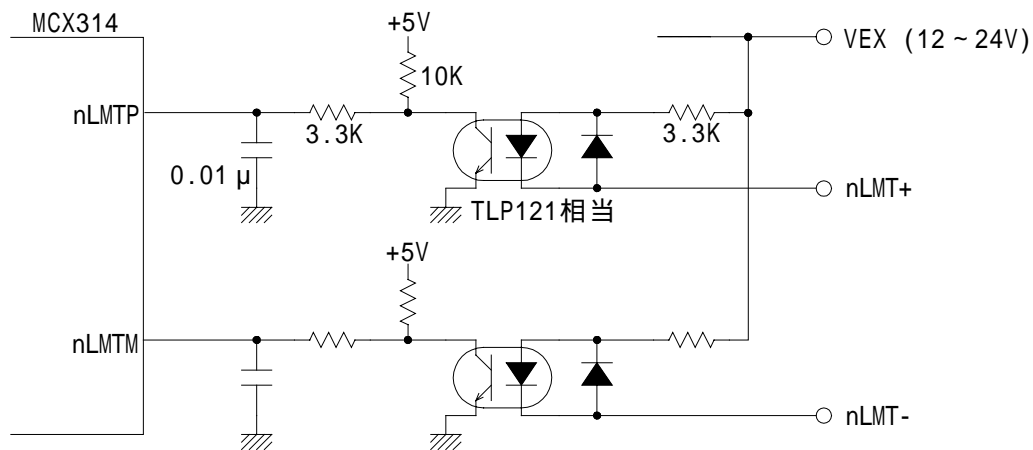 MCX314
+5V
VEX (12～24V)
10K
nLMTP
3.3K
3.3K
0.01μ
nLMT+
TLP121相当
+5V
nLMTM
nLMT-